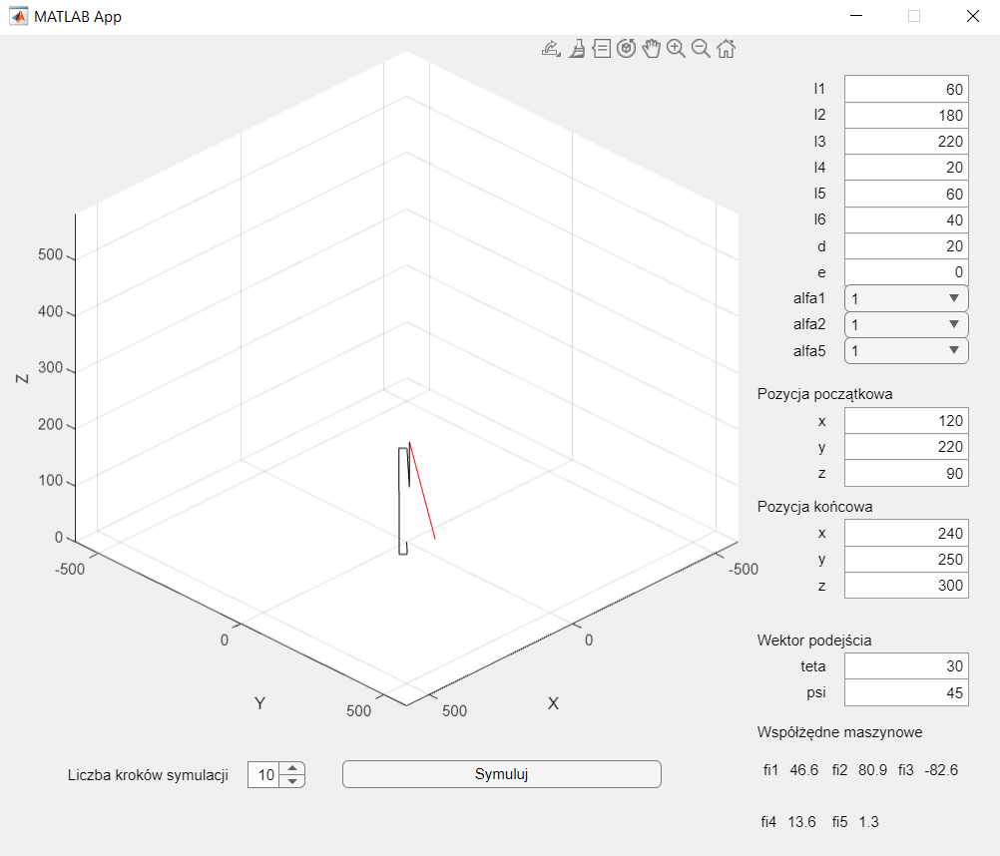 MATLAB App
l1 60
l2 180
l3 220
l4 20
l5 60
l6 40
d 20
e 0
alfa1 1
alfa2 1
alfa5 1
Pozycja początkowa
x 120
y 220
z 90
Pozycja końcowa
x 240
y 250
z 300
Wektor podejścia
teta 30
psi 45
Współżędne maszynowe
fi1 46.6 fi2 80.9 fi3 -82.6
fi4 13.6 fi5 1.3
500
400
300
Z
200
100
0
-500
-500
0
0
Y
X
500
500
Liczba kroków symulacji 10 Symuluj